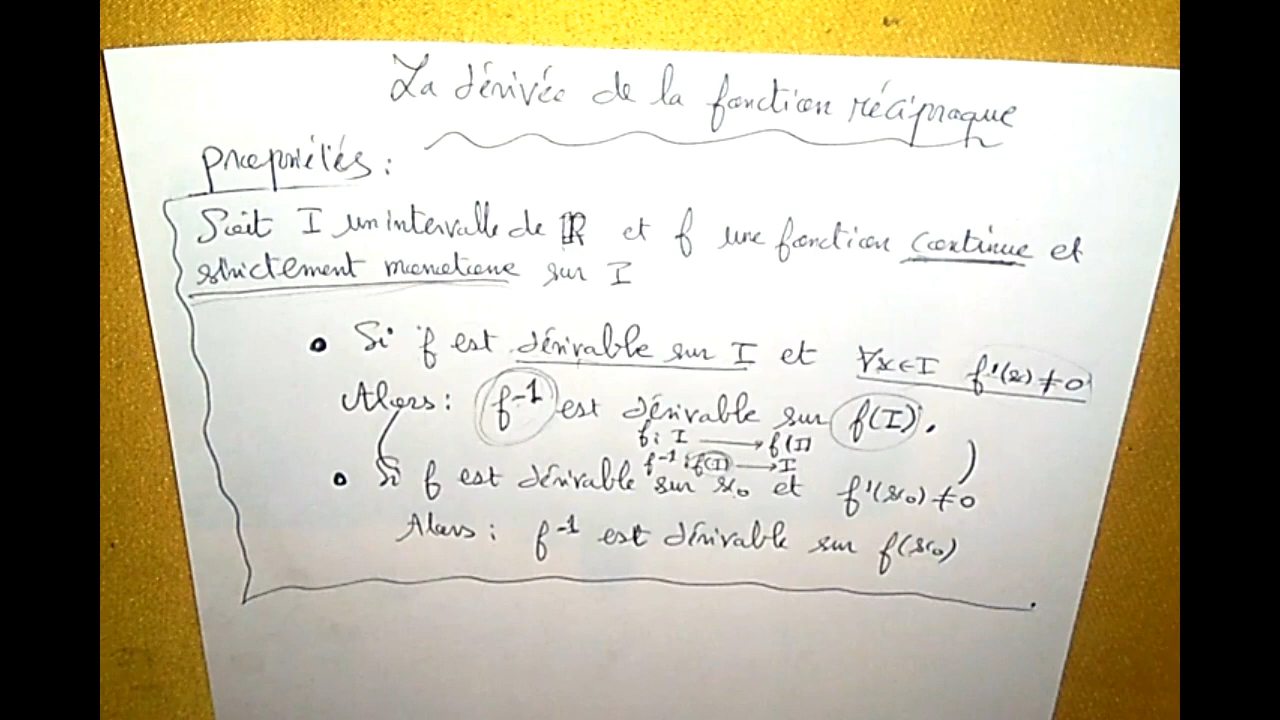 La dérivée de la fonction réciproque
propriétés :
Soit I un intervalle de ℝ et f une fonction continue et
strictement monotone sur I
• Si f est dérivable sur I et ∀x∈I f'(x)≠0
Alors : f⁻¹ est dérivable sur f(I).
f : I → f(I)
f⁻¹ : f(I) → I
• Si f est dérivable sur x₀ et f'(x₀)≠0
Alors : f⁻¹ est dérivable sur f(x₀)